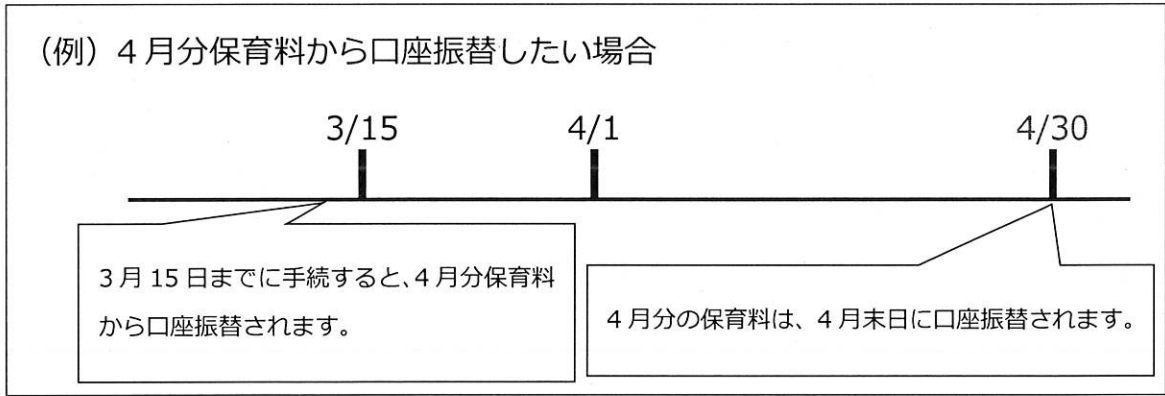 （例）４月分保育料から口座振替したい場合
3/15 4/1 4/30
３月 15 日までに手続すると、４月分保育料
から口座振替されます。
４月分の保育料は、４月末日に口座振替されます。